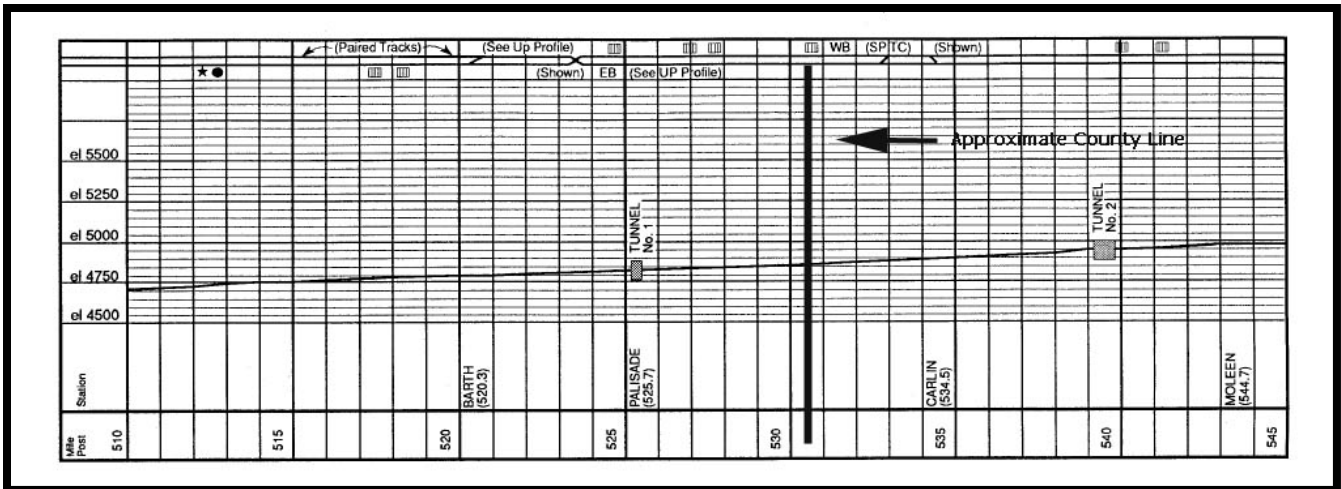 (Paired Tracks) (See Up Profile) WB (SPTC) (Shown)
★ ● (Shown) EB (See UP Profile)
Approximate County Line
el 5500
el 5250
el 5000
el 4750
el 4500
TUNNEL
No. 1
TUNNEL
No. 2
Station
BARTH
(520.3)
PALISADE
(525.7)
CARLIN
(534.5)
MOLEEN
(544.7)
Mile
Post
510 515 520 525 530 535 540 545